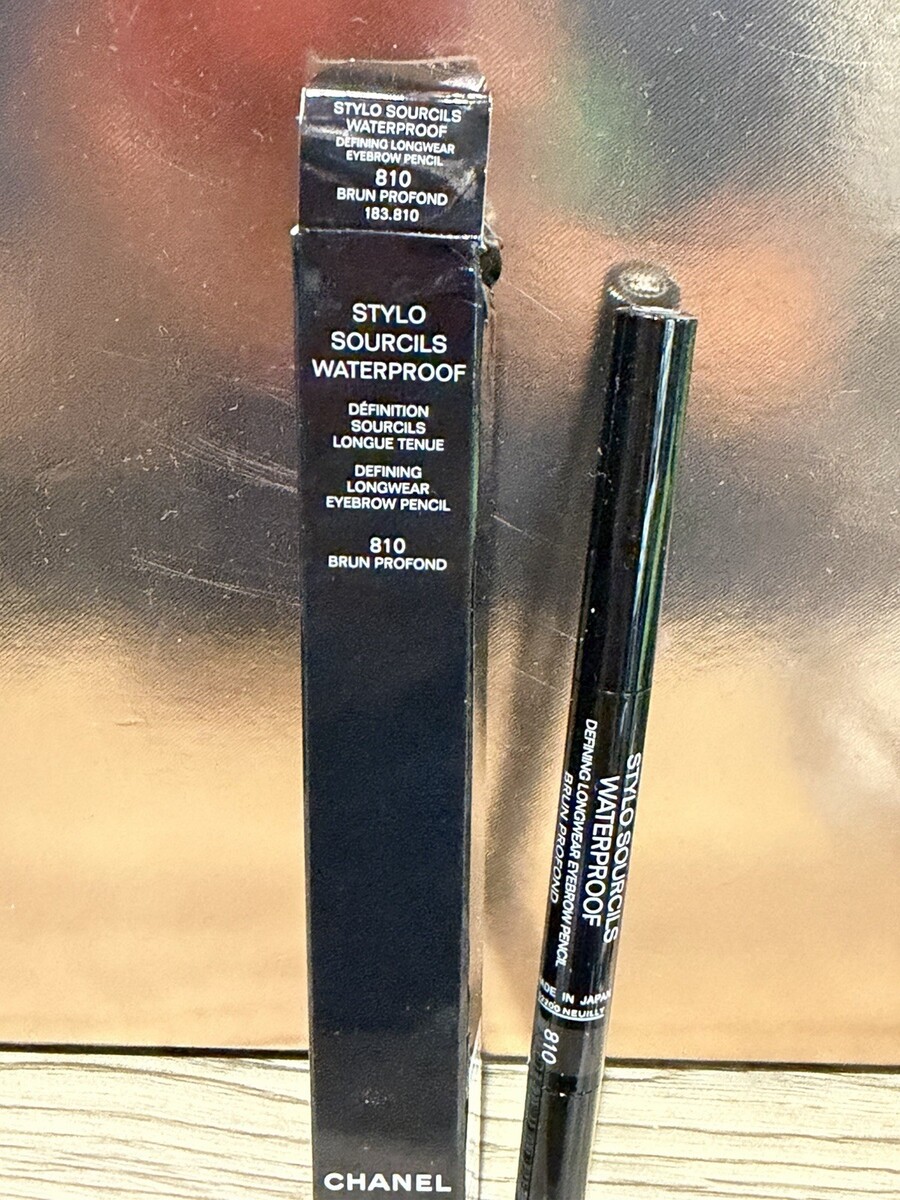 STYLO SOURCILS
WATERPROOF
DEFINING LONGWEAR
EYEBROW PENCIL
810
BRUN PROFOND
183.810
STYLO
SOURCILS
WATERPROOF
DÉFINITION
SOURCILS
LONGUE TENUE
DEFINING
LONGWEAR
EYEBROW PENCIL
810
BRUN PROFOND
CHANEL
STYLO SOURCILS
WATERPROOF
DEFINING LONGWEAR EYEBROW PENCIL
BRUN PROFOND
IN JAPAN
NEUILLY
810